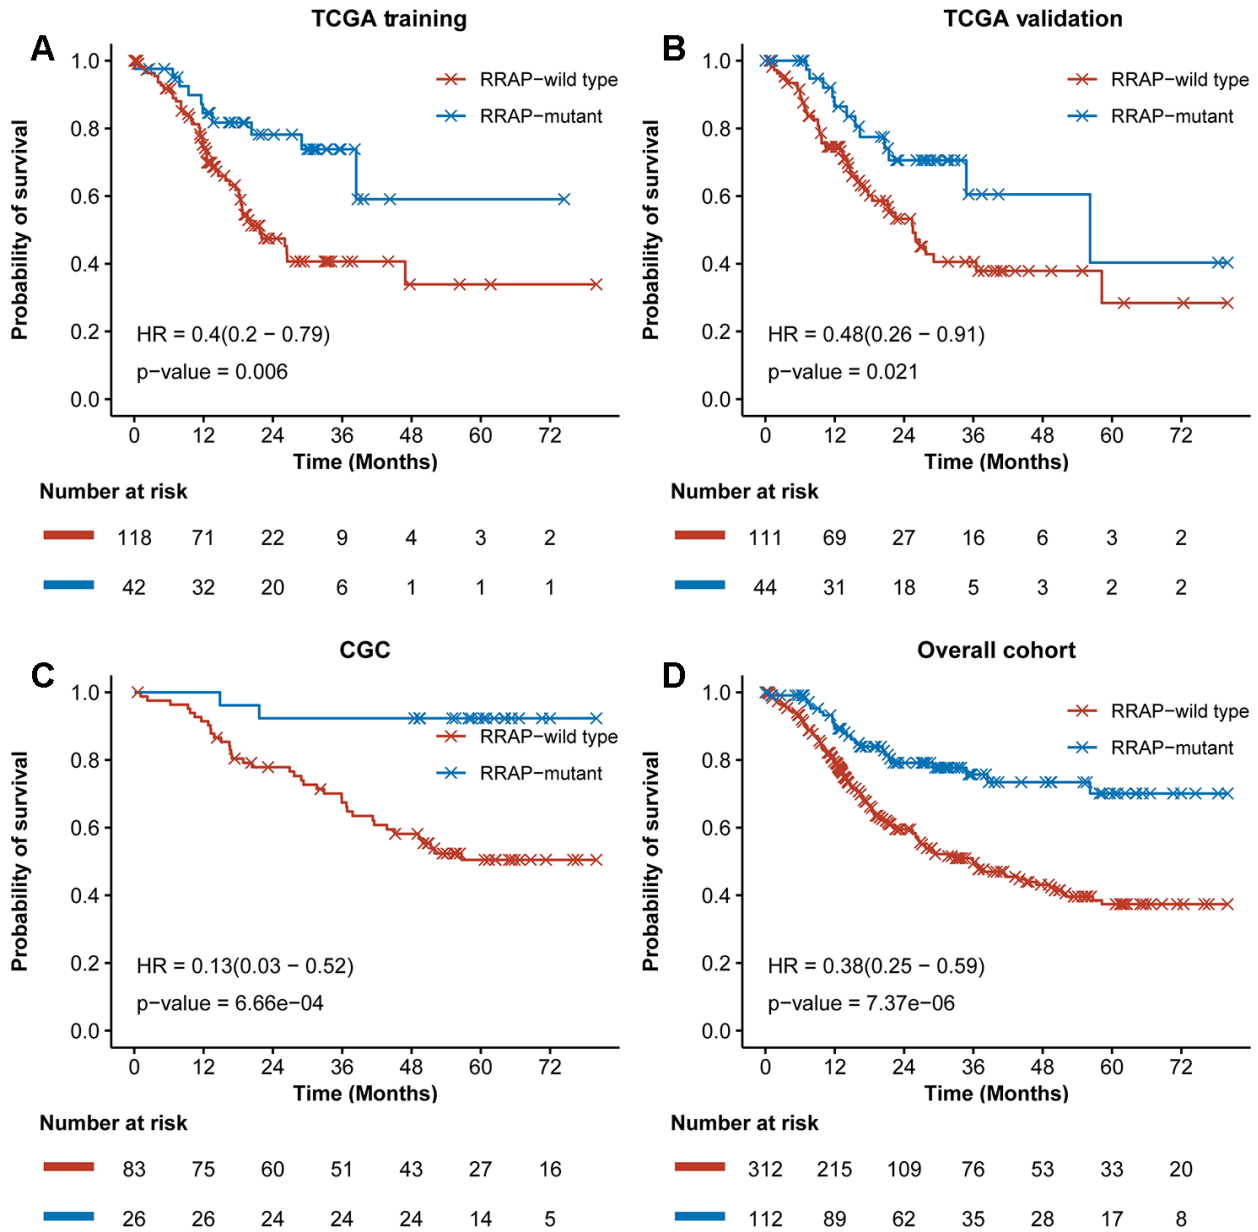 TCGA training
A
1.0
0.8
0.6
0.4
0.2
0.0
Probability of survival
RRAP−wild type
RRAP−mutant
HR = 0.4(0.2 − 0.79)
p−value = 0.006
0 12 24 36 48 60 72
Time (Months)
Number at risk
118 71 22 9 4 3 2
42 32 20 6 1 1 1
TCGA validation
B
1.0
0.8
0.6
0.4
0.2
0.0
Probability of survival
RRAP−wild type
RRAP−mutant
HR = 0.48(0.26 − 0.91)
p−value = 0.021
0 12 24 36 48 60 72
Time (Months)
Number at risk
111 69 27 16 6 3 2
44 31 18 5 3 2 2
CGC
C
1.0
0.8
0.6
0.4
0.2
0.0
Probability of survival
RRAP−wild type
RRAP−mutant
HR = 0.13(0.03 − 0.52)
p−value = 6.66e−04
0 12 24 36 48 60 72
Time (Months)
Number at risk
83 75 60 51 43 27 16
26 26 24 24 24 14 5
Overall cohort
D
1.0
0.8
0.6
0.4
0.2
0.0
Probability of survival
RRAP−wild type
RRAP−mutant
HR = 0.38(0.25 − 0.59)
p−value = 7.37e−06
0 12 24 36 48 60 72
Time (Months)
Number at risk
312 215 109 76 53 33 20
112 89 62 35 28 17 8